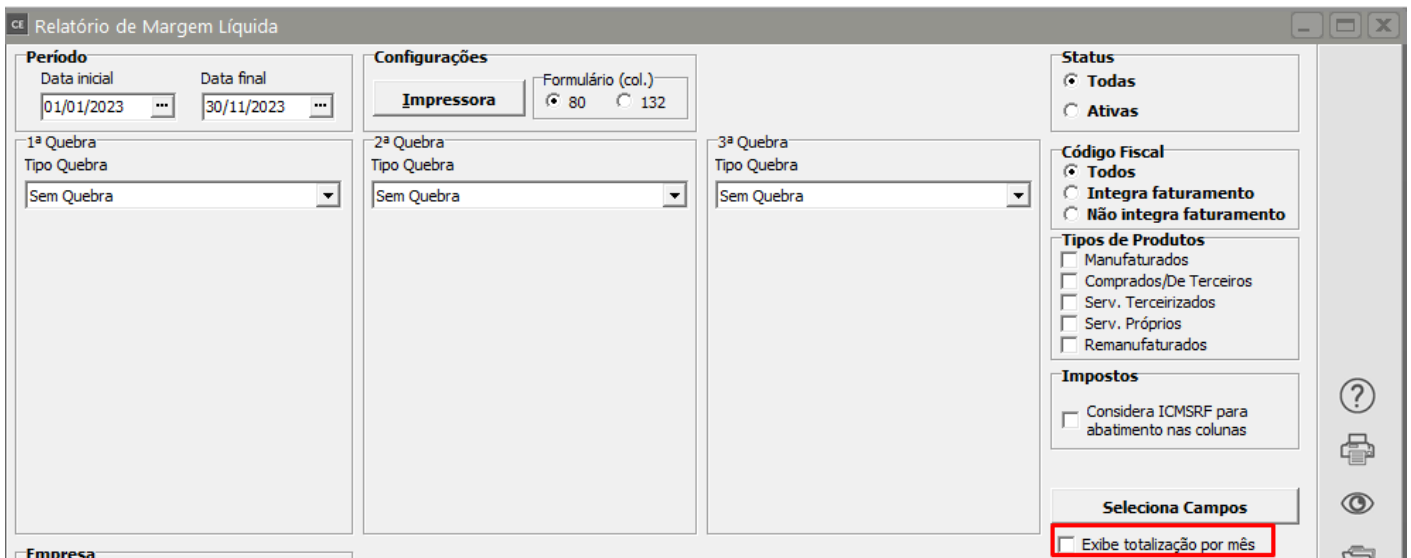 CE Relatório de Margem Líquida
Período
Data inicial
Data final
01/01/2023 ...
30/11/2023 ...
Configurações
Impressora
Formulário (col.)
80
132
Status
Todas
Ativas
1ª Quebra
Tipo Quebra
Sem Quebra
2ª Quebra
Tipo Quebra
Sem Quebra
3ª Quebra
Tipo Quebra
Sem Quebra
Código Fiscal
Todos
Integra faturamento
Não integra faturamento
Tipos de Produtos
Manufaturados
Comprados/De Terceiros
Serv. Terceirizados
Serv. Próprios
Remanufaturados
Impostos
Considera ICMSRF para
abatimento nas colunas
Seleciona Campos
Exibe totalização por mês
Empresa